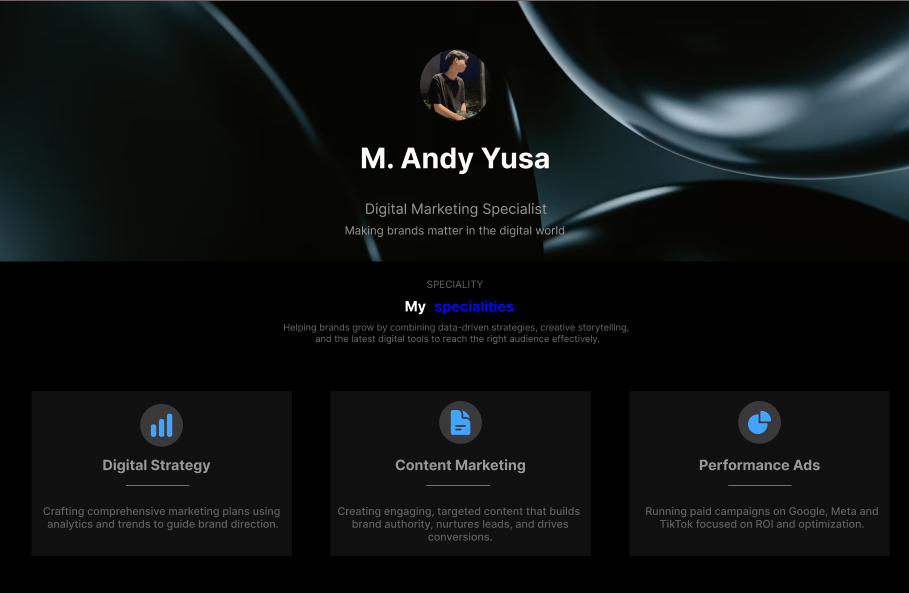 M. Andy Yusa
Digital Marketing Specialist
Making brands matter in the digital world
SPECIALITY
My specialities
Helping brands grow by combining data-driven strategies, creative storytelling,
and the latest digital tools to reach the right audience effectively.
Digital Strategy
Crafting comprehensive marketing plans using
analytics and trends to guide brand direction.
Content Marketing
Creating engaging, targeted content that builds
brand authority, nurtures leads, and drives
conversions.
Performance Ads
Running paid campaigns on Google, Meta and
TikTok focused on ROI and optimization.